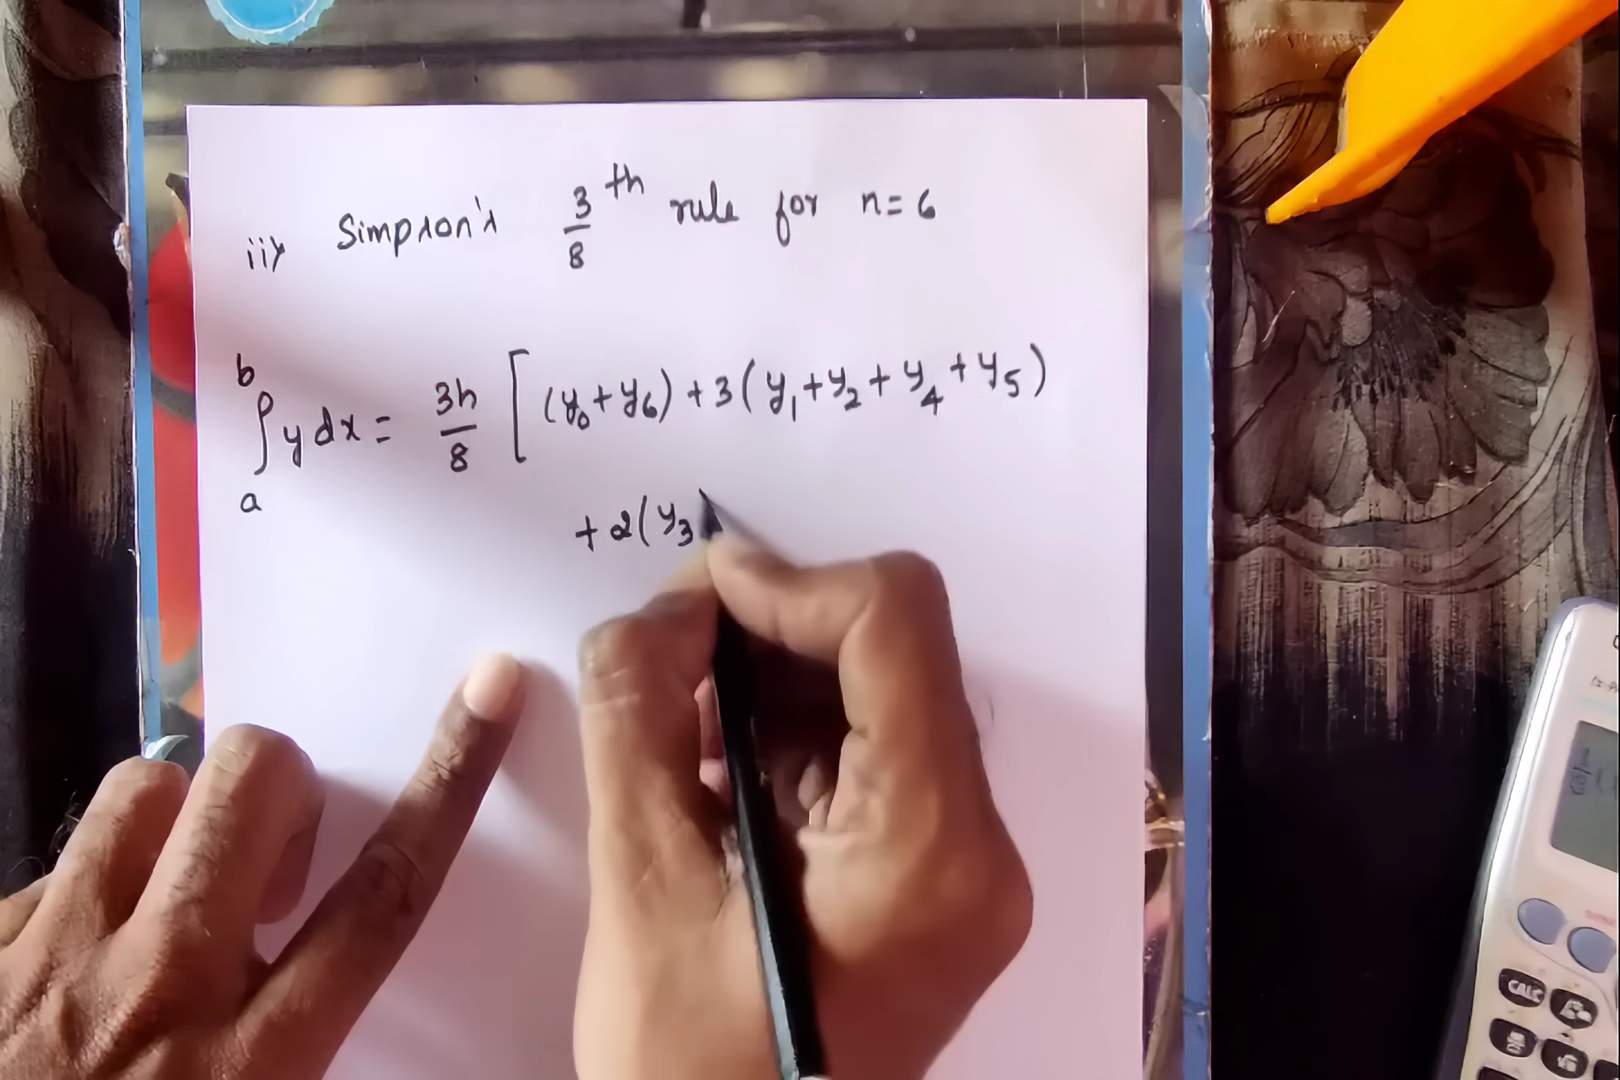 ii) Simpson's 3/8 th rule for n=6
b
∫ y dx = 3h/8 [ (y₀+y₆) +3(y₁+y₂+y₄+y₅)
a
+2(y₃
CALC